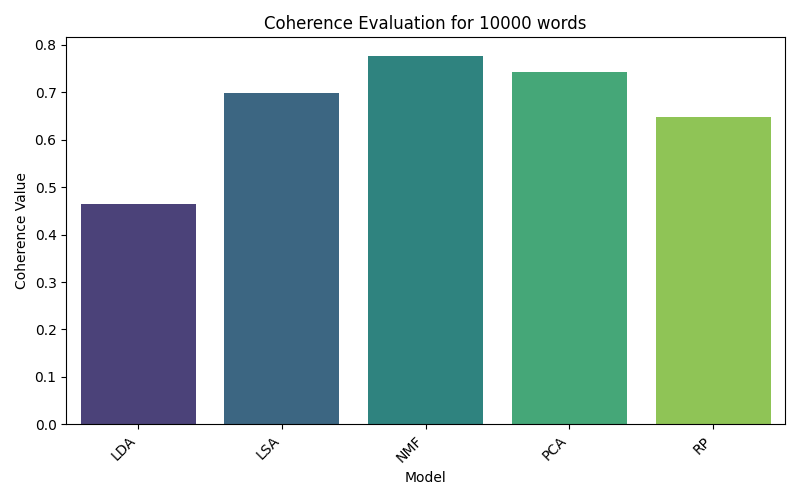 Coherence Evaluation for 10000 words
0.8
0.7
0.6
0.5
0.4
0.3
0.2
0.1
0.0
Coherence Value
LDA
LSA
NMF
PCA
RP
Model